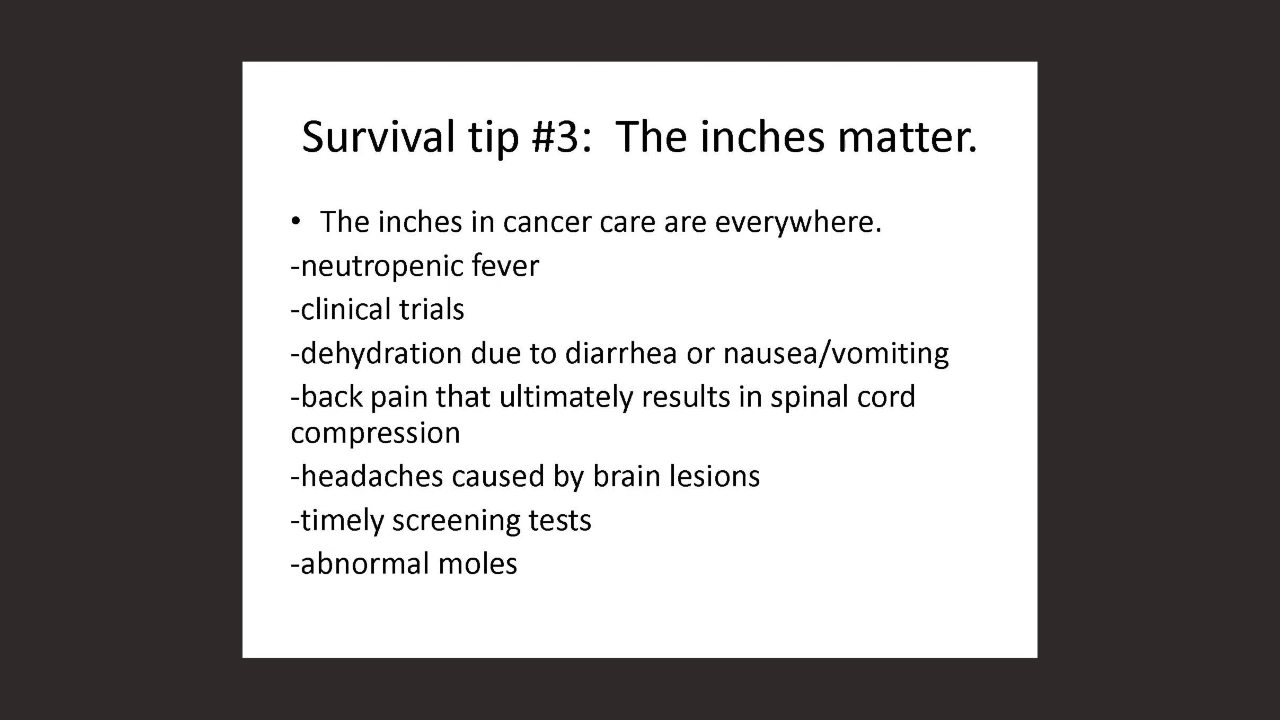 Survival tip #3:  The inches matter.
• The inches in cancer care are everywhere.
-neutropenic fever
-clinical trials
-dehydration due to diarrhea or nausea/vomiting
-back pain that ultimately results in spinal cord
compression
-headaches caused by brain lesions
-timely screening tests
-abnormal moles